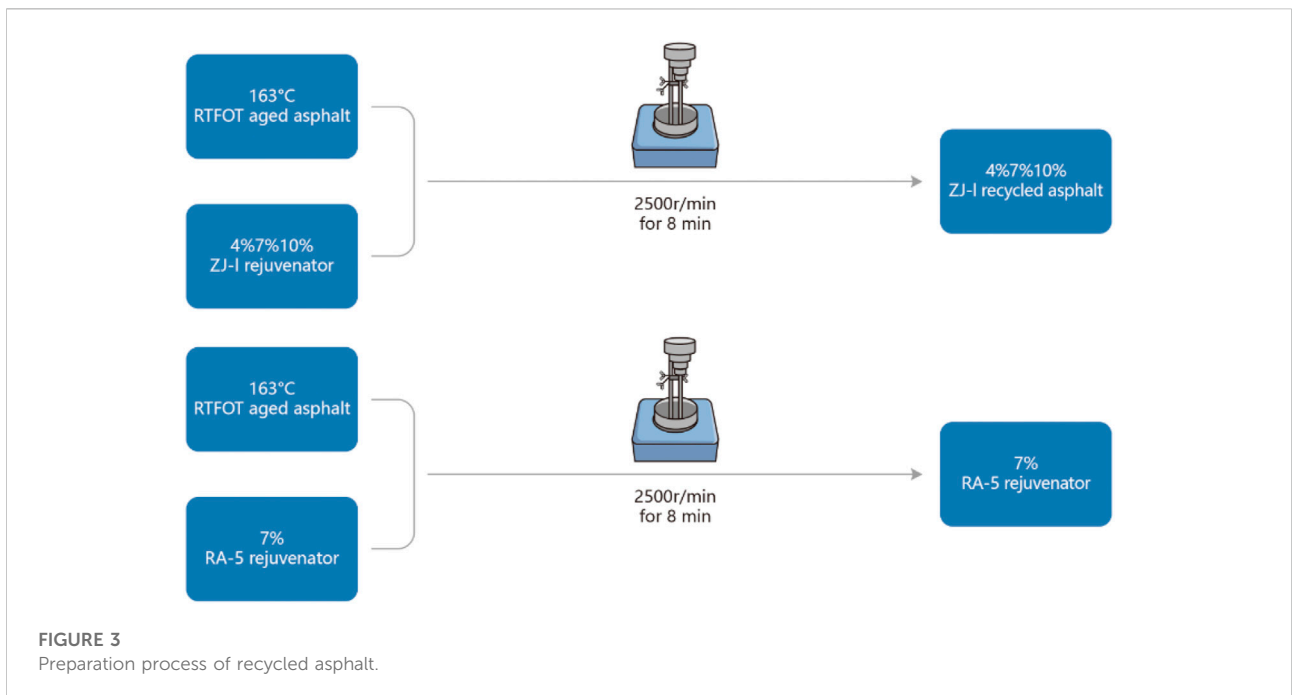 163°C
RTFOT aged asphalt
4%7%10%
ZJ-I rejuvenator
2500r/min
for 8 min
4%7%10%
ZJ-I recycled asphalt
163°C
RTFOT aged asphalt
7%
RA-5 rejuvenator
2500r/min
for 8 min
7%
RA-5 rejuvenator
FIGURE 3
Preparation process of recycled asphalt.